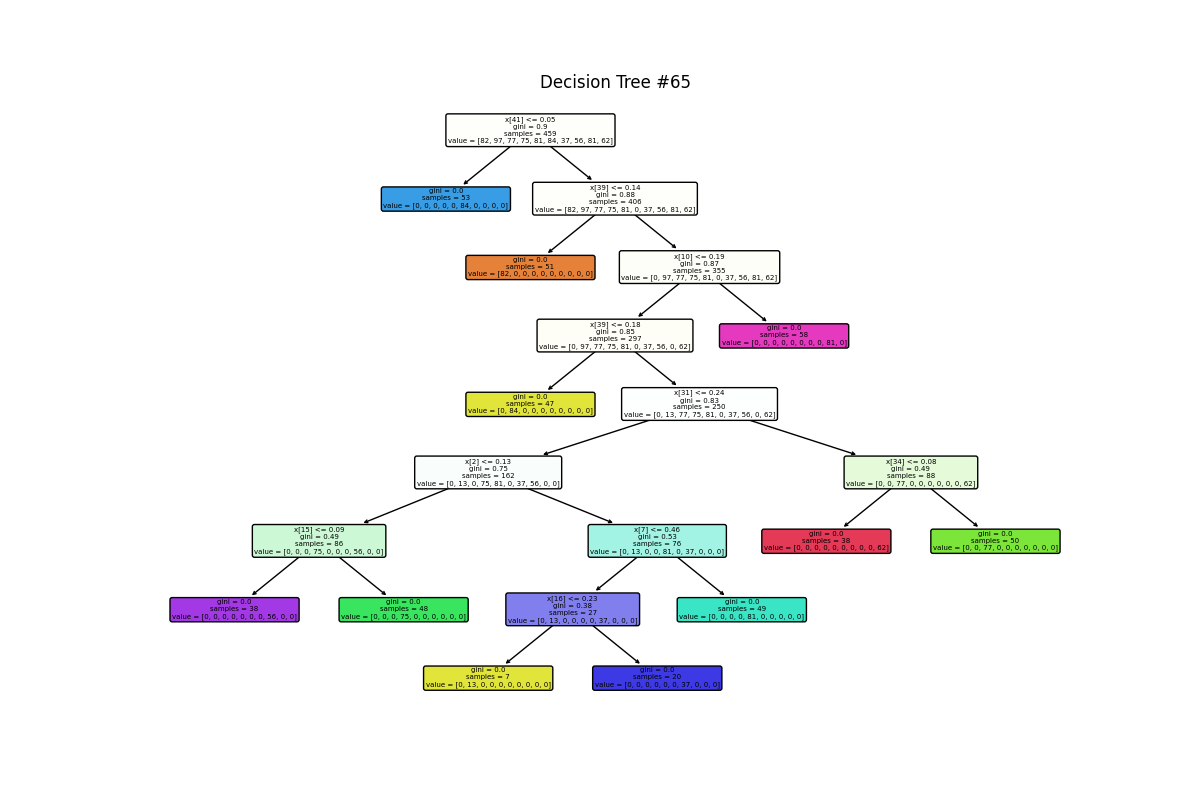 Decision Tree #65
x[41] <= 0.05
gini = 0.9
samples = 459
value = [82, 97, 77, 75, 81, 84, 37, 56, 81, 62]
gini = 0.0
samples = 53
value = [0, 0, 0, 0, 0, 84, 0, 0, 0, 0]
x[39] <= 0.14
gini = 0.88
samples = 406
value = [82, 97, 77, 75, 81, 0, 37, 56, 81, 62]
gini = 0.0
samples = 51
value = [82, 0, 0, 0, 0, 0, 0, 0, 0, 0]
x[10] <= 0.19
gini = 0.87
samples = 355
value = [0, 97, 77, 75, 81, 0, 37, 56, 81, 62]
x[39] <= 0.18
gini = 0.85
samples = 297
value = [0, 97, 77, 75, 81, 0, 37, 56, 0, 62]
gini = 0.0
samples = 58
value = [0, 0, 0, 0, 0, 0, 0, 0, 81, 0]
gini = 0.0
samples = 47
value = [0, 84, 0, 0, 0, 0, 0, 0, 0, 0]
x[31] <= 0.24
gini = 0.83
samples = 250
value = [0, 13, 77, 75, 81, 0, 37, 56, 0, 62]
x[2] <= 0.13
gini = 0.75
samples = 162
value = [0, 13, 0, 75, 81, 0, 37, 56, 0, 0]
x[34] <= 0.08
gini = 0.49
samples = 88
value = [0, 0, 77, 0, 0, 0, 0, 0, 0, 62]
x[15] <= 0.09
gini = 0.49
samples = 86
value = [0, 0, 0, 75, 0, 0, 0, 56, 0, 0]
x[7] <= 0.46
gini = 0.53
samples = 76
value = [0, 13, 0, 0, 81, 0, 37, 0, 0, 0]
gini = 0.0
samples = 38
value = [0, 0, 0, 0, 0, 0, 0, 0, 0, 62]
gini = 0.0
samples = 50
value = [0, 0, 77, 0, 0, 0, 0, 0, 0, 0]
gini = 0.0
samples = 38
value = [0, 0, 0, 0, 0, 0, 0, 56, 0, 0]
gini = 0.0
samples = 48
value = [0, 0, 0, 75, 0, 0, 0, 0, 0, 0]
x[16] <= 0.23
gini = 0.38
samples = 27
value = [0, 13, 0, 0, 0, 0, 37, 0, 0, 0]
gini = 0.0
samples = 49
value = [0, 0, 0, 0, 81, 0, 0, 0, 0, 0]
gini = 0.0
samples = 7
value = [0, 13, 0, 0, 0, 0, 0, 0, 0, 0]
gini = 0.0
samples = 20
value = [0, 0, 0, 0, 0, 0, 37, 0, 0, 0]